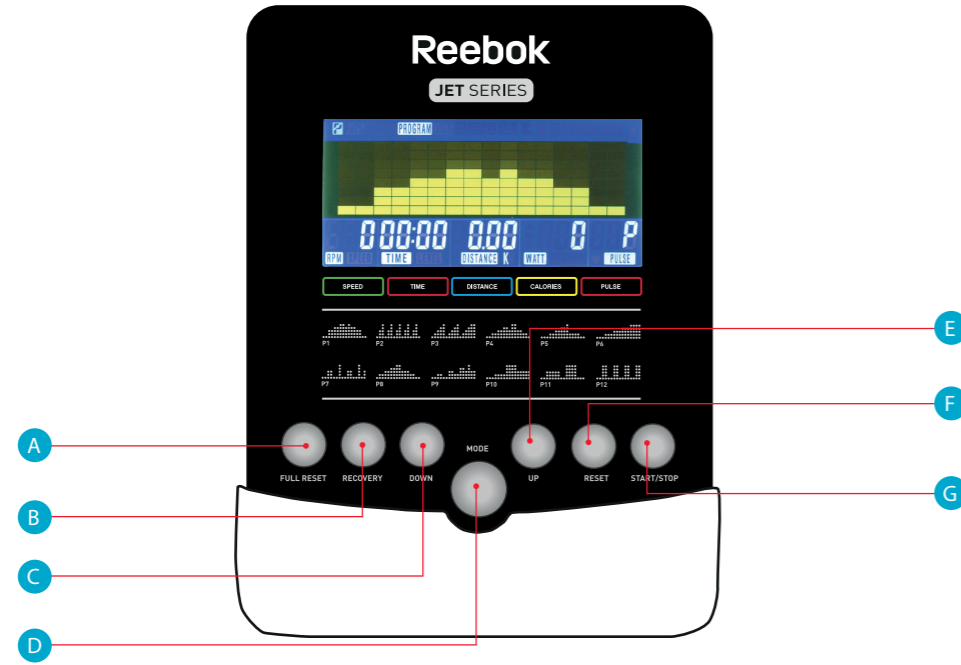 Reebok
JET SERIES
PROGRAM
0 00:00 0.00 0 P
RPM TIME DISTANCE K WATT PULSE
SPEED TIME DISTANCE CALORIES PULSE
P1 P2 P3 P4 P5 P6
P7 P8 P9 P10 P11 P12
E
F
A
MODE
FULL RESET RECOVERY DOWN UP RESET START/STOP
G
B
C
D